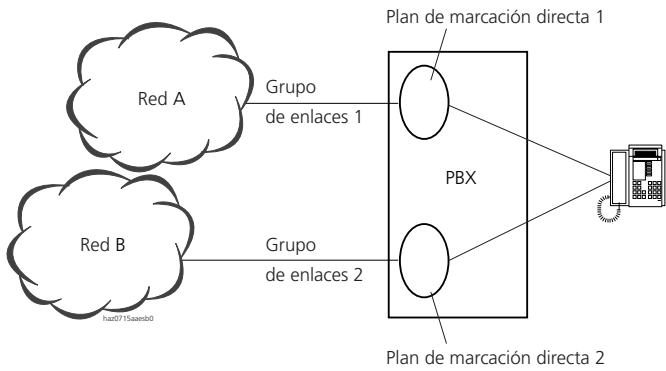 Plan de marcación directa 1
Grupo
de enlaces 1
Red A
PBX
Red B
Grupo
de enlaces 2
haz0715aaesb0
Plan de marcación directa 2